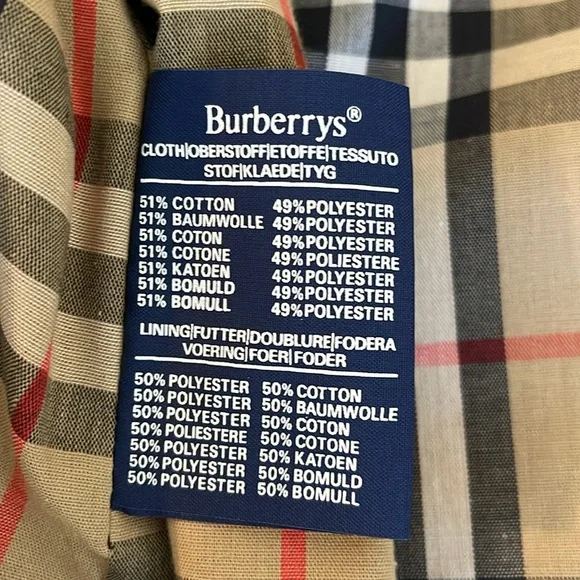 Burberrys®
CLOTH|OBERSTOFF|ETOFFE|TESSUTO
STOF|KLAEDE|TYG
51% COTTON 49% POLYESTER
51% BAUMWOLLE 49% POLYESTER
51% COTON 49% POLYESTER
51% COTONE 49% POLIESTERE
51% KATOEN 49% POLYESTER
51% BOMULD 49% POLYESTER
51% BOMULL 49% POLYESTER
LINING|FUTTER|DOUBLURE|FODERA
VOERING|FOER|FODER
50% POLYESTER 50% COTTON
50% POLYESTER 50% BAUMWOLLE
50% POLYESTER 50% COTON
50% POLIESTERE 50% COTONE
50% POLYESTER 50% KATOEN
50% POLYESTER 50% BOMULD
50% POLYESTER 50% BOMULL